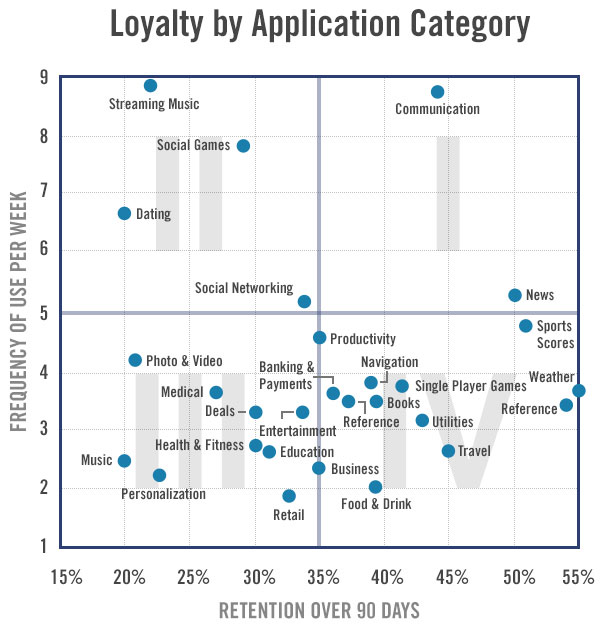 Loyalty by Application Category
FREQUENCY OF USE PER WEEK
9
8
7
6
5
4
3
2
1
Streaming Music
Communication
Social Games
II
I
Dating
Social Networking
News
Productivity
Sports
Scores
Photo & Video
Banking &
Payments
Navigation
Medical
Single Player Games
Weather
Deals
Entertainment
Reference
Books
Reference
Utilities
Health & Fitness
Education
Travel
III
IV
Music
Personalization
Business
Retail
Food & Drink
15%
20%
25%
30%
35%
40%
45%
50%
55%
RETENTION OVER 90 DAYS